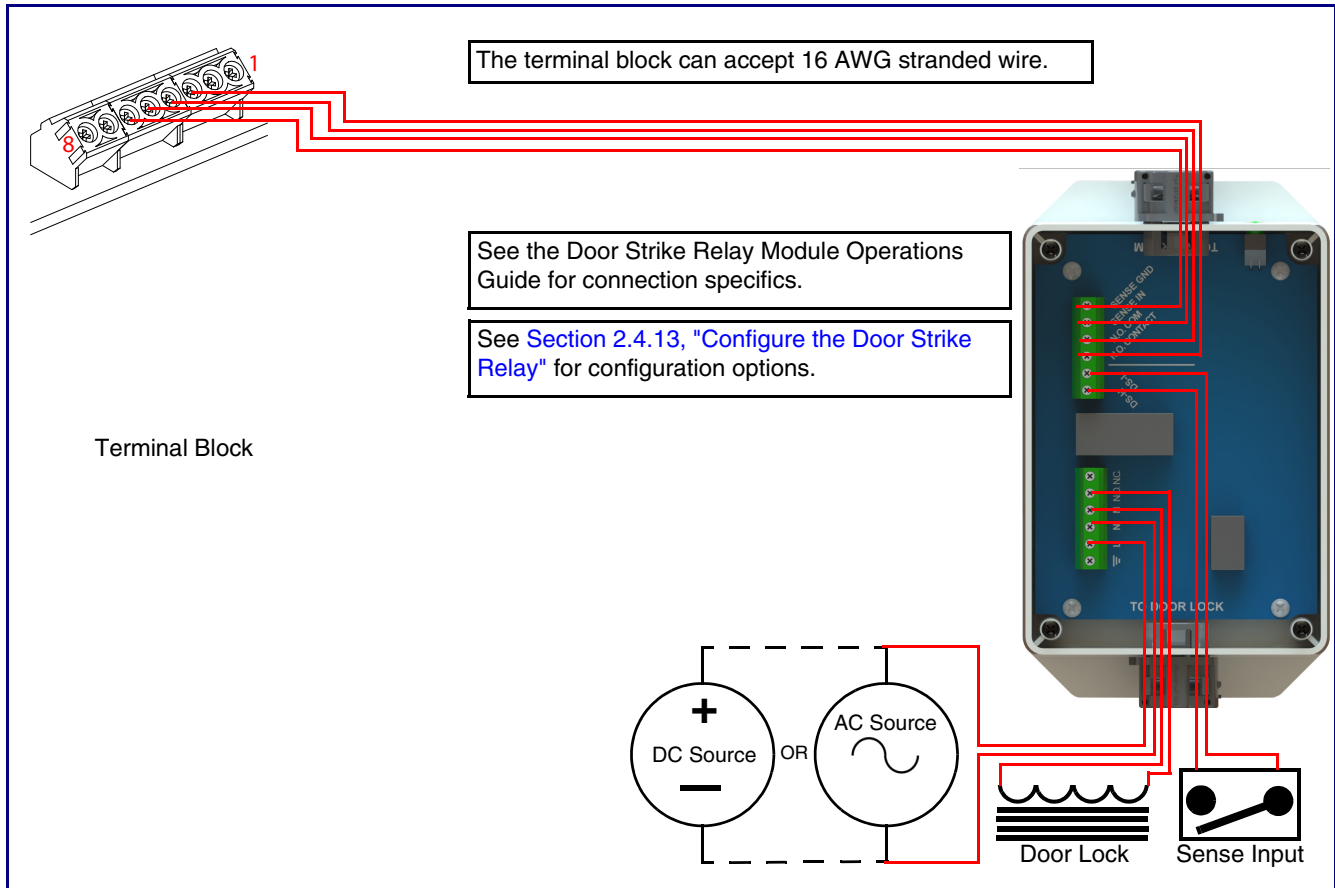 1
The terminal block can accept 16 AWG stranded wire.
8
See the Door Strike Relay Module Operations
Guide for connection specifics.
SENSE GND
SENSE IN
N.O. COM
N.O. CONTACT
See Section 2.4.13, "Configure the Door Strike
Relay" for configuration options.
DS-I
Terminal Block
N.C.
N.O.
N
N
L
TO DOOR LOCK
+
DC Source
OR
AC Source
Door Lock
Sense Input